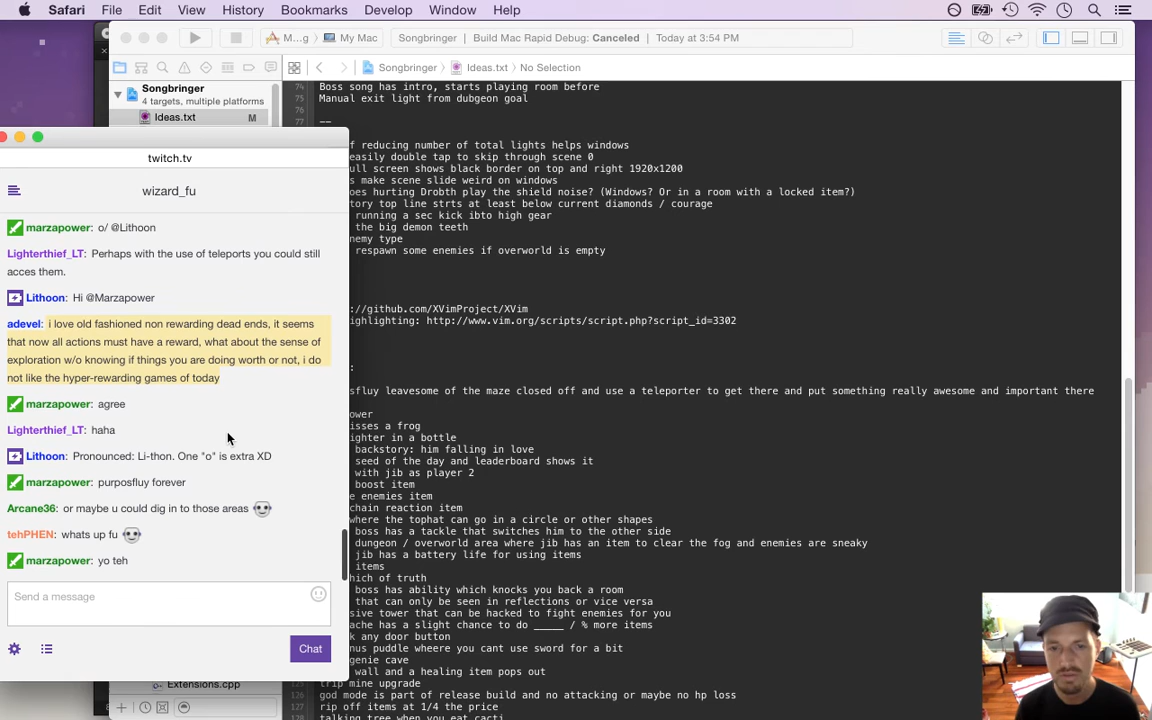 Safari File Edit View History Bookmarks Develop Window Help
M...g My Mac Songbringer Build Mac Rapid Debug: Canceled Today at 3:54 PM
Songbringer Ideas.txt No Selection
Songbringer
4 targets, multiple platforms
Ideas.txt M
74 Boss song has intro, starts playing room before
75 Manual exit light from dubgeon goal
76
77 --
twitch.tv
wizard_fu
marzapower: o/ @Lithoon
Lighterthief_LT: Perhaps with the use of teleports you could still
acces them.
Lithoon: Hi @Marzapower
adevel: i love old fashioned non rewarding dead ends, it seems
that now all actions must have a reward, what about the sense of
exploration w/o knowing if things you are doing worth or not, i do
not like the hyper-rewarding games of today
marzapower: agree
Lighterthief_LT: haha
Lithoon: Pronounced: Li-thon. One "o" is extra XD
marzapower: purposfluy forever
Arcane36: or maybe u could dig in to those areas
tehPHEN: whats up fu
marzapower: yo teh
Send a message
Chat
Extensions.cpp
of reducing number of total lights helps windows
easily double tap to skip through scene 0
ull screen shows black border on top and right 1920x1200
s make scene slide weird on windows
oes hurting Drobth play the shield noise? (Windows? Or in a room with a locked item?)
tory top line strts at least below current diamonds / courage
running a sec kick ibto high gear
the big demon teeth
nemy type
respawn some enemies if overworld is empty
://github.com/XVimProject/XVim
ighlighting: http://www.vim.org/scripts/script.php?script_id=3302
:
sfluy leavesome of the maze closed off and use a teleporter to get there and put something really awesome and important there
ower
isses a frog
ighter in a bottle
backstory: him falling in love
seed of the day and leaderboard shows it
with jib as player 2
boost item
e enemies item
chain reaction item
where the tophat can go in a circle or other shapes
boss has a tackle that switches him to the other side
dungeon / overworld area where jib has an item to clear the fog and enemies are sneaky
jib has a battery life for using items
items
hich of truth
boss has ability which knocks you back a room
that can only be seen in reflections or vice versa
sive tower that can be hacked to fight enemies for you
ache has a slight chance to do _____ / % more items
k any door button
nus puddle wheere you cant use sword for a bit
genie cave
wall and a healing item pops out
trip mine upgrade
126 god mode is part of release build and no attacking or maybe no hp loss
127 rip off items at 1/4 the price
128 talking tree when you eat cacti